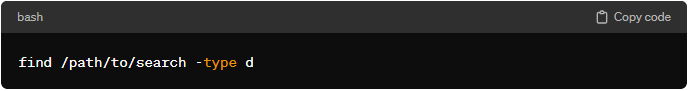 bash
Copy code
find /path/to/search -type d